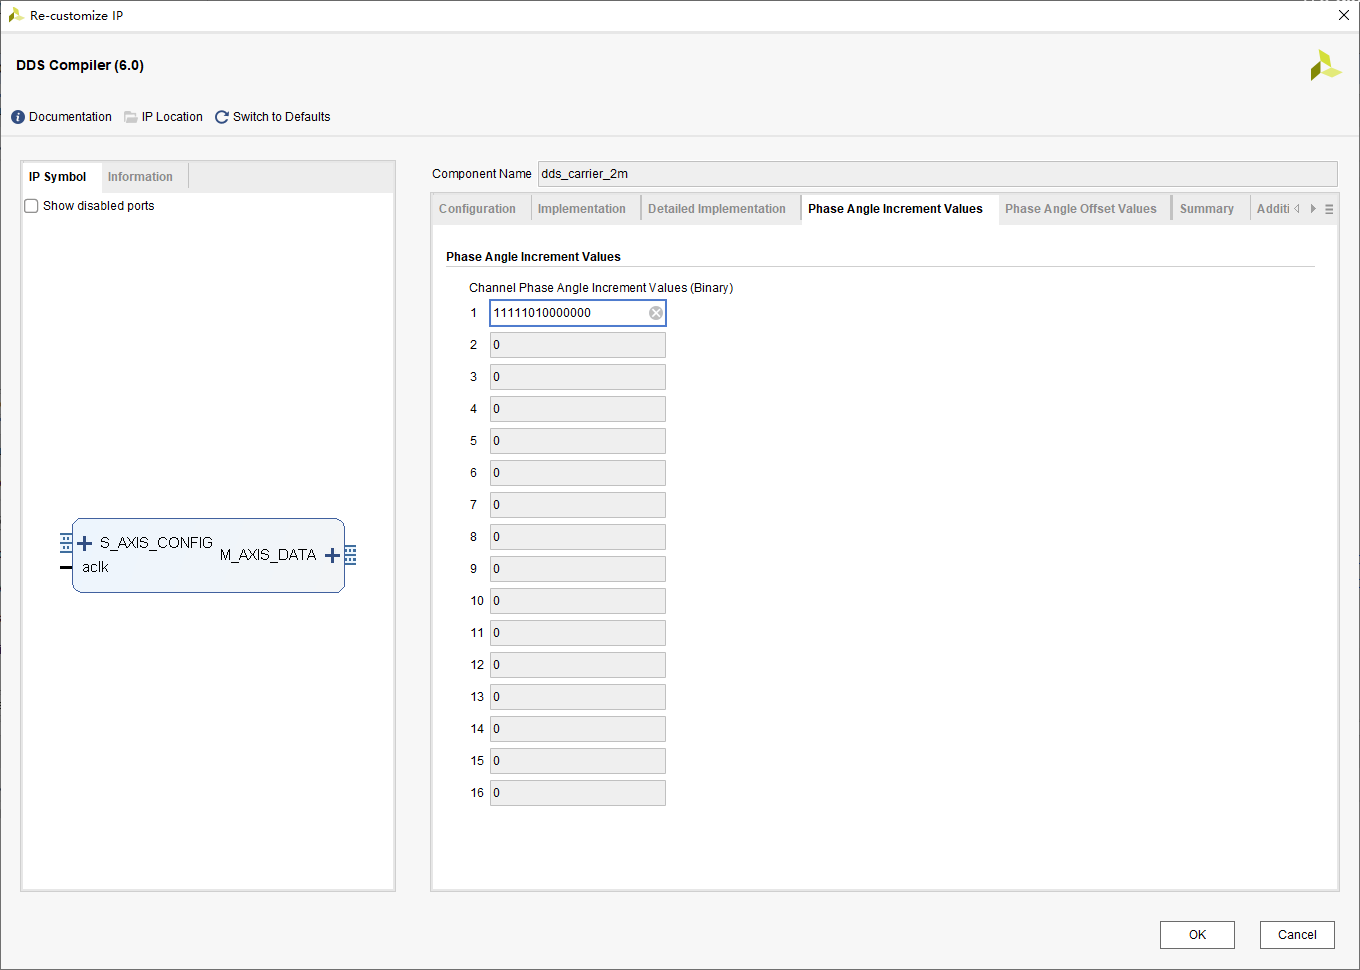 Re-customize IP
DDS Compiler (6.0)
Documentation IP Location Switch to Defaults
IP Symbol Information
Show disabled ports
S_AXIS_CONFIG
M_AXIS_DATA
aclk
Component Name dds_carrier_2m
Configuration Implementation Detailed Implementation Phase Angle Increment Values Phase Angle Offset Values Summary Additi
Phase Angle Increment Values
Channel Phase Angle Increment Values (Binary)
1 11111010000000
2 0
3 0
4 0
5 0
6 0
7 0
8 0
9 0
10 0
11 0
12 0
13 0
14 0
15 0
16 0
OK Cancel